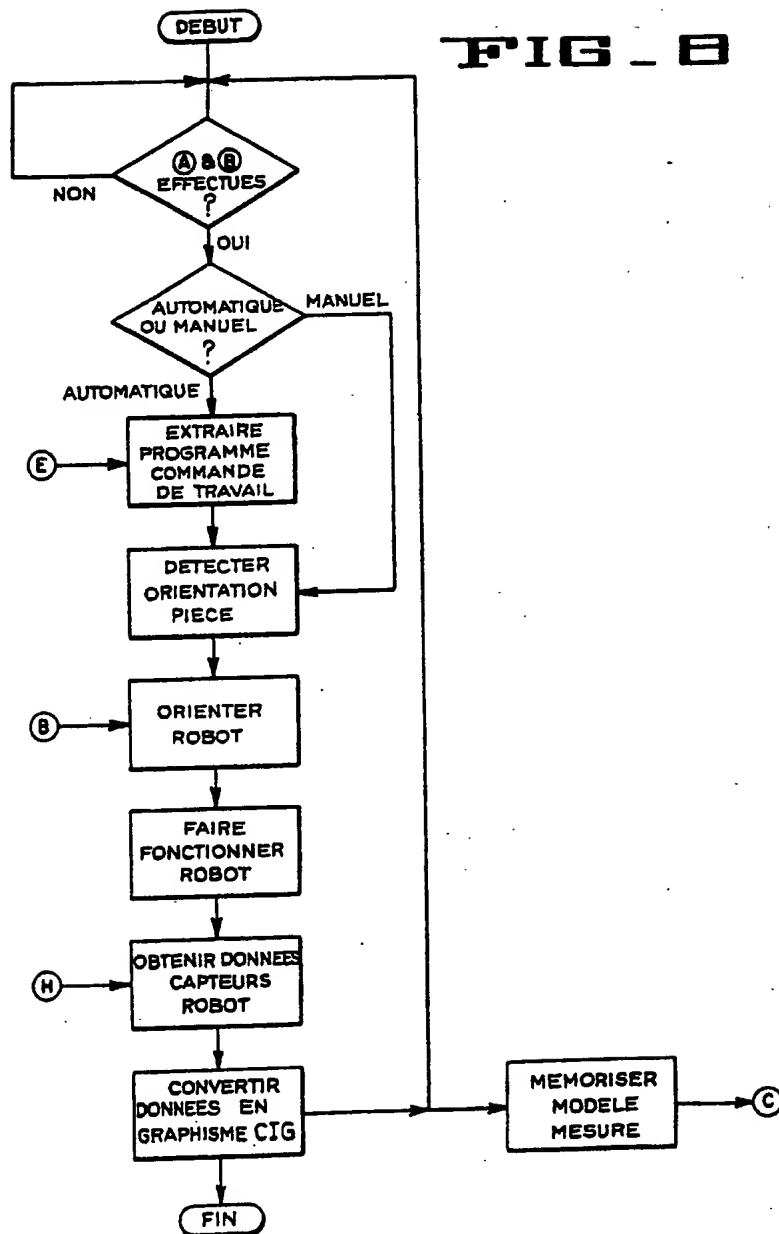 DEBUT
FIG_8
A & B
EFFECTUES
?
NON
OUI
AUTOMATIQUE
OU MANUEL
?
MANUEL
AUTOMATIQUE
EXTRAIRE
PROGRAMME
COMMANDE
DE TRAVAIL
E
DETECTER
ORIENTATION
PIECE
B
ORIENTER
ROBOT
FAIRE
FONCTIONNER
ROBOT
H
OBTENIR DONNEES
CAPTEURS
ROBOT
CONVERTIR
DONNEES EN
GRAPHISME CIG
MEMORISER
MODELE
MESURE
C
FIN